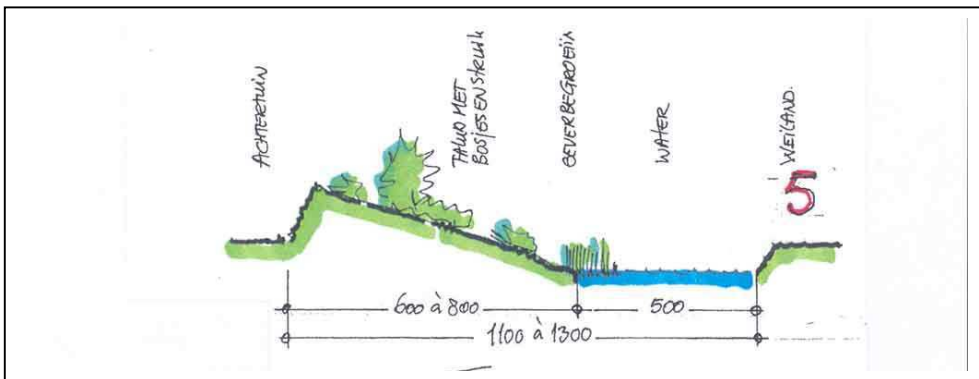 ACHTERTUIN
TALUD MET
BOSJES EN STRUIK
OEVERBEGROEIIN
WATER
WEILAND.
5
600 à 800
500
1100 à 1300